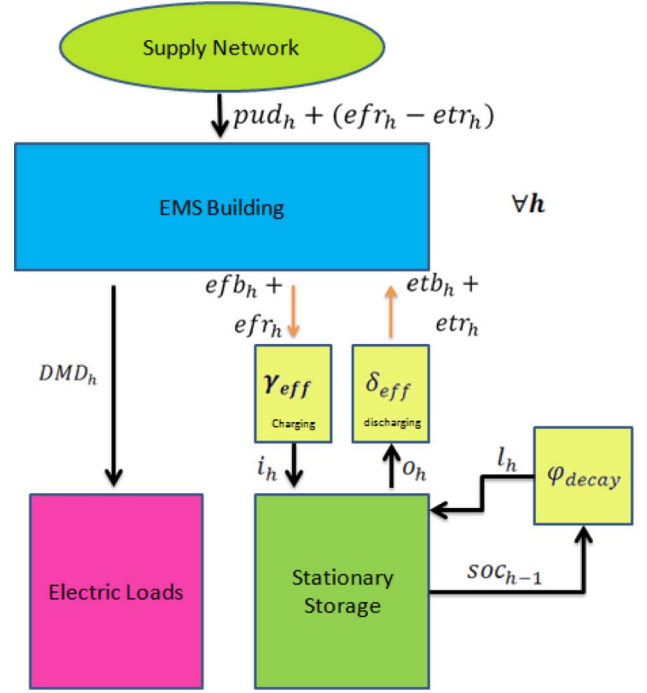 Supply Network
pud_h + (efr_h − etr_h)
EMS Building
∀h
efb_h +
efr_h
etb_h +
etr_h
DMD_h
γ_eff
Charging
δ_eff
discharging
i_h
o_h
l_h
φ_decay
Electric Loads
Stationary
Storage
soc_{h−1}